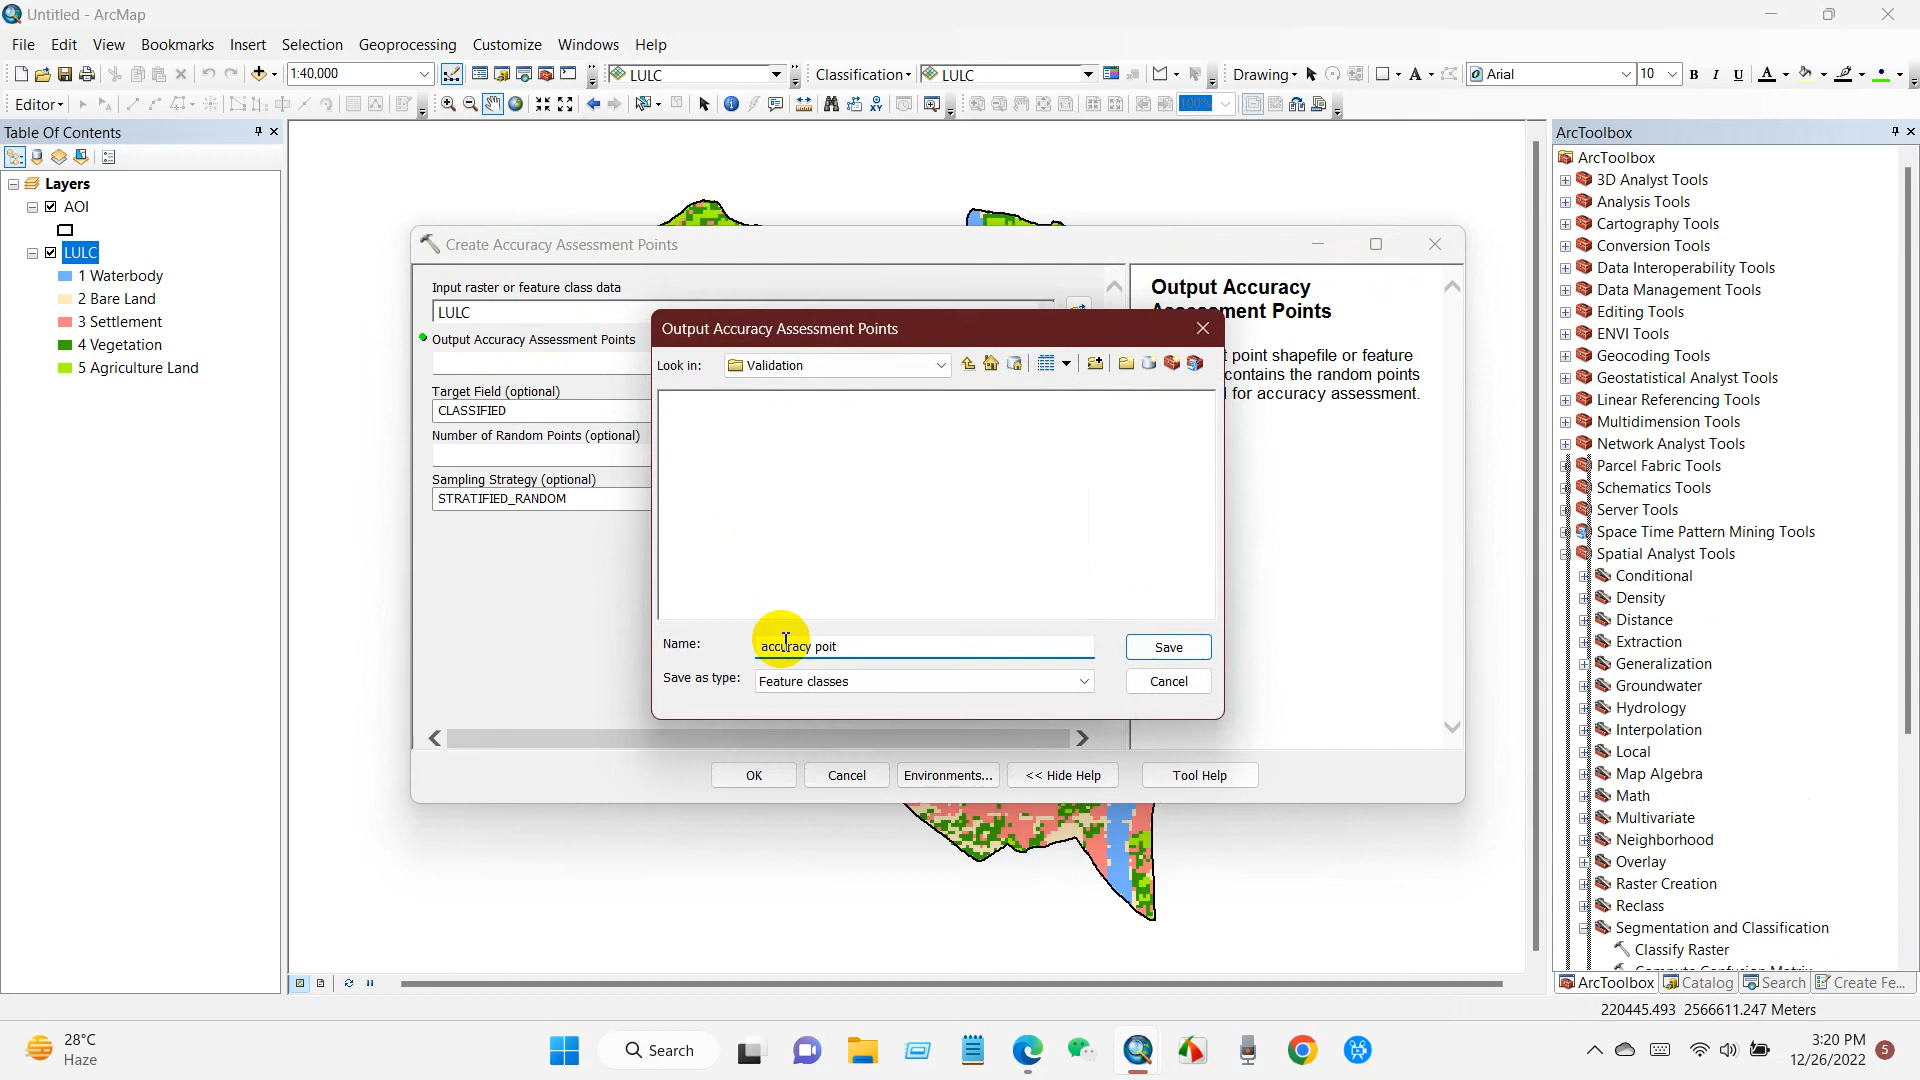 Untitled - ArcMap
File Edit View Bookmarks Insert Selection Geoprocessing Customize Windows Help
1:40,000 LULC Classification LULC Drawing Arial 10 B I U A
Editor 100%
Table Of Contents
Layers
AOI
LULC
1 Waterbody
2 Bare Land
3 Settlement
4 Vegetation
5 Agriculture Land
Create Accuracy Assessment Points
Input raster or feature class data
LULC
Output Accuracy Assessment Points
Target Field (optional)
CLASSIFIED
Number of Random Points (optional)
Sampling Strategy (optional)
STRATIFIED_RANDOM
OK Cancel Environments... << Hide Help Tool Help
Output Accuracy
ment Points
point shapefile or feature
contains the random points
for accuracy assessment.
Output Accuracy Assessment Points
Look in: Validation
Name: accuracy poit Save
Save as type: Feature classes Cancel
ArcToolbox
ArcToolbox
3D Analyst Tools
Analysis Tools
Cartography Tools
Conversion Tools
Data Interoperability Tools
Data Management Tools
Editing Tools
ENVI Tools
Geocoding Tools
Geostatistical Analyst Tools
Linear Referencing Tools
Multidimension Tools
Network Analyst Tools
Parcel Fabric Tools
Schematics Tools
Server Tools
Space Time Pattern Mining Tools
Spatial Analyst Tools
Conditional
Density
Distance
Extraction
Generalization
Groundwater
Hydrology
Interpolation
Local
Map Algebra
Math
Multivariate
Neighborhood
Overlay
Raster Creation
Reclass
Segmentation and Classification
Classify Raster
ArcToolbox Catalog Search Create Fe...
220445.493 2566611.247 Meters
28°C
Haze
Search
3:20 PM
12/26/2022
5